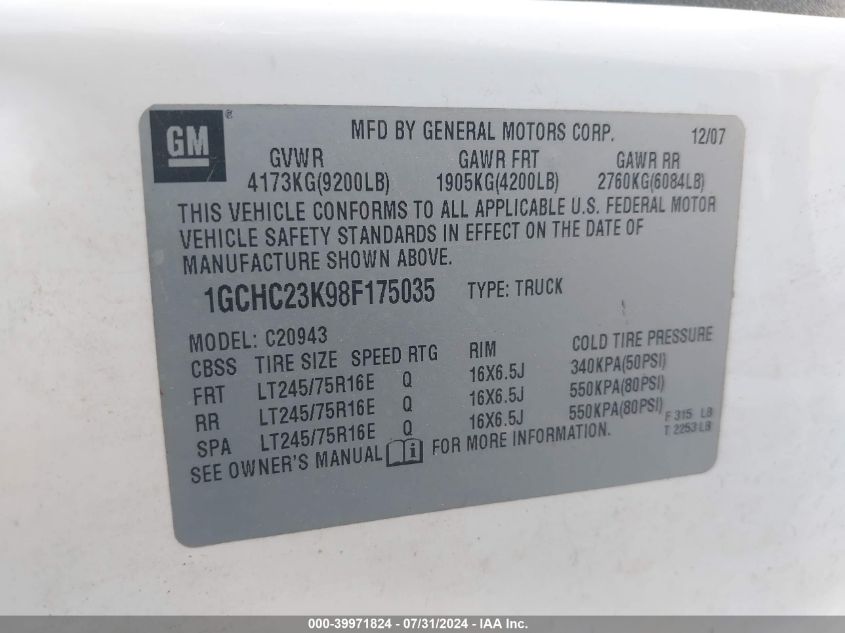 GM ®
MFD BY GENERAL MOTORS CORP. 12/07
GVWR GAWR FRT GAWR RR
4173KG(9200LB) 1905KG(4200LB) 2760KG(6084LB)
THIS VEHICLE CONFORMS TO ALL APPLICABLE U.S. FEDERAL MOTOR
VEHICLE SAFETY STANDARDS IN EFFECT ON THE DATE OF
MANUFACTURE SHOWN ABOVE.
1GCHC23K98F175035 TYPE: TRUCK
MODEL: C20943
CBSS TIRE SIZE SPEED RTG RIM COLD TIRE PRESSURE
FRT LT245/75R16E Q 16X6.5J 340KPA(50PSI)
RR LT245/75R16E Q 16X6.5J 550KPA(80PSI)
SPA LT245/75R16E Q 16X6.5J 550KPA(80PSI)
F 315 LB
T 2253 LB
SEE OWNER'S MANUAL i FOR MORE INFORMATION.
000-39971824 - 07/31/2024 - IAA Inc.